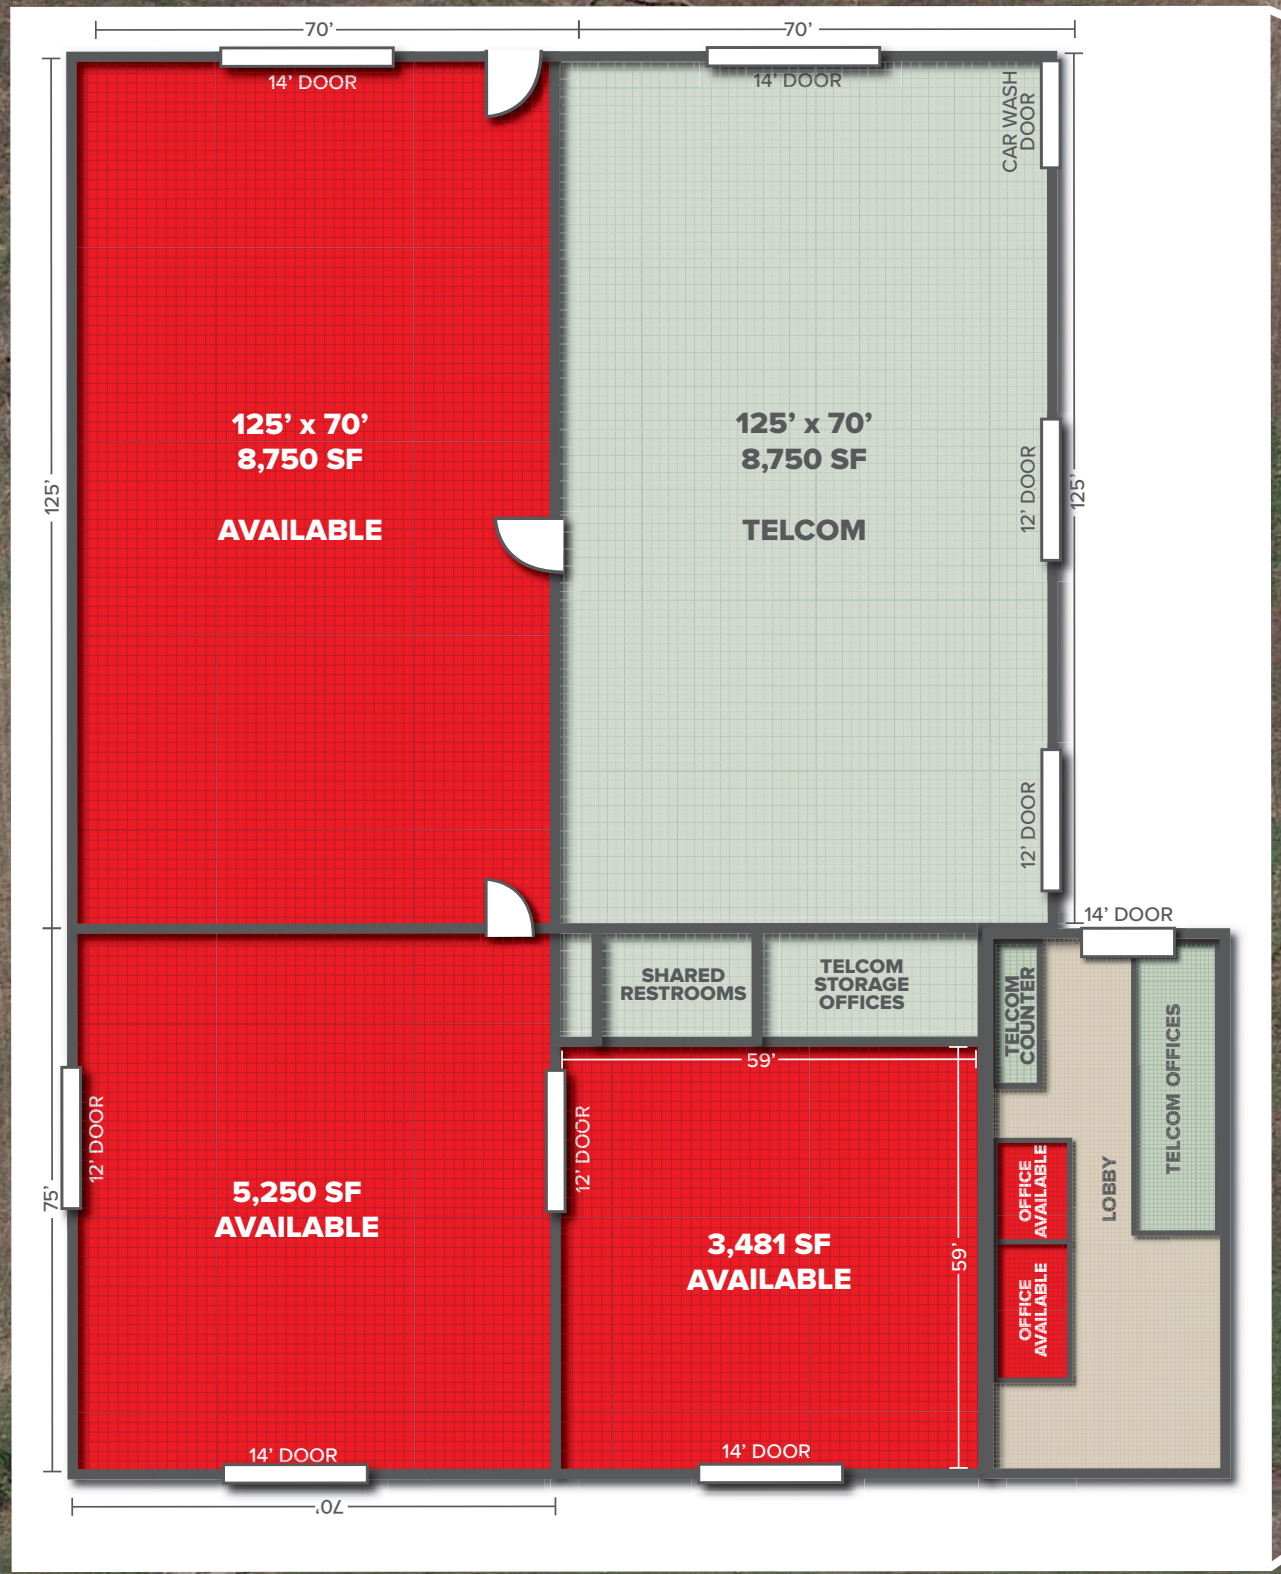 70'
70'
14' DOOR
14' DOOR
CAR WASH
DOOR
125' x 70'
8,750 SF
AVAILABLE
125' x 70'
8,750 SF
TELCOM
125'
12' DOOR
125'
12' DOOR
14' DOOR
SHARED
RESTROOMS
TELCOM
STORAGE
OFFICES
TELCOM
COUNTER
TELCOM OFFICES
59'
12' DOOR
12' DOOR
75'
5,250 SF
AVAILABLE
3,481 SF
AVAILABLE
59'
OFFICE
AVAILABLE
LOBBY
OFFICE
AVAILABLE
14' DOOR
14' DOOR
70'